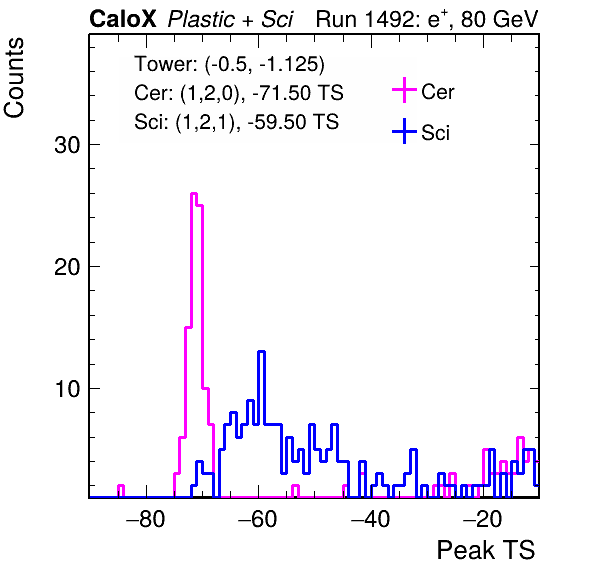 CaloX Plastic + Sci Run 1492: e+, 80 GeV
Counts
Tower: (-0.5, -1.125)
Cer: (1,2,0), -71.50 TS
Sci: (1,2,1), -59.50 TS
Cer
Sci
30
20
10
−80 −60 −40 −20
Peak TS